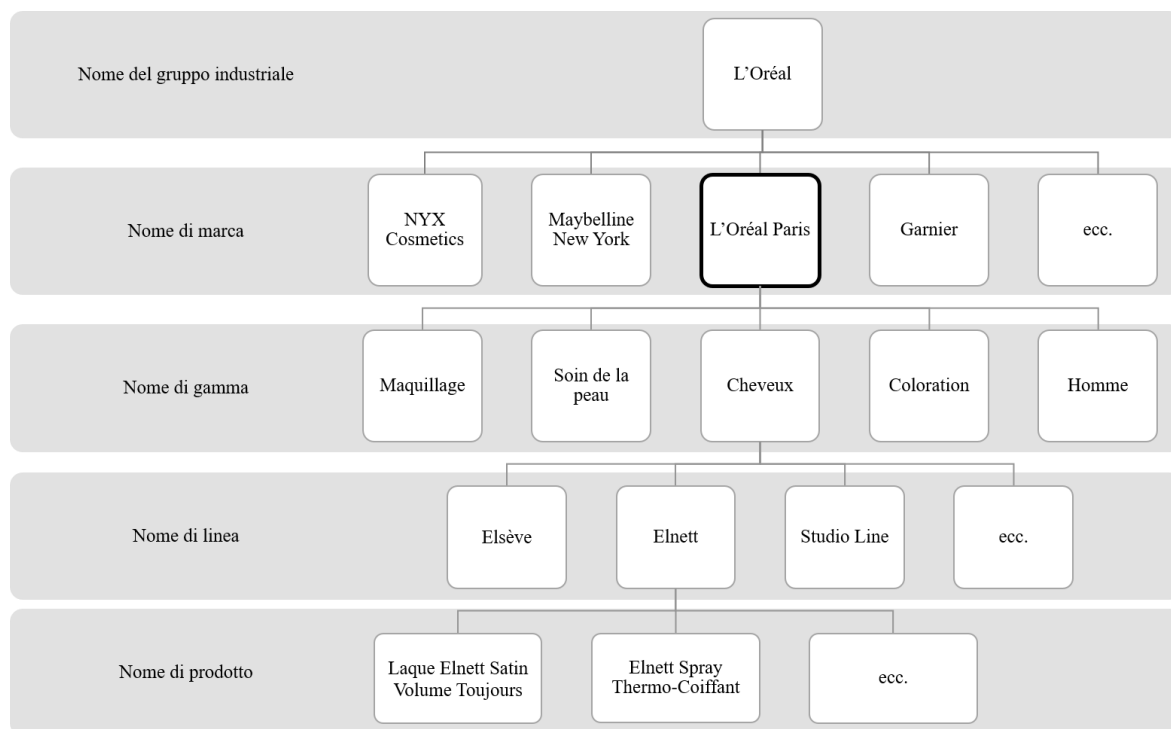 Nome del gruppo industriale
L’Oréal
Nome di marca
NYX
Cosmetics
Maybelline
New York
L’Oréal Paris
Garnier
ecc.
Nome di gamma
Maquillage
Soin de la
peau
Cheveux
Coloration
Homme
Nome di linea
Elsève
Elnett
Studio Line
ecc.
Nome di prodotto
Laque Elnett Satin
Volume Toujours
Elnett Spray
Thermo-Coiffant
ecc.